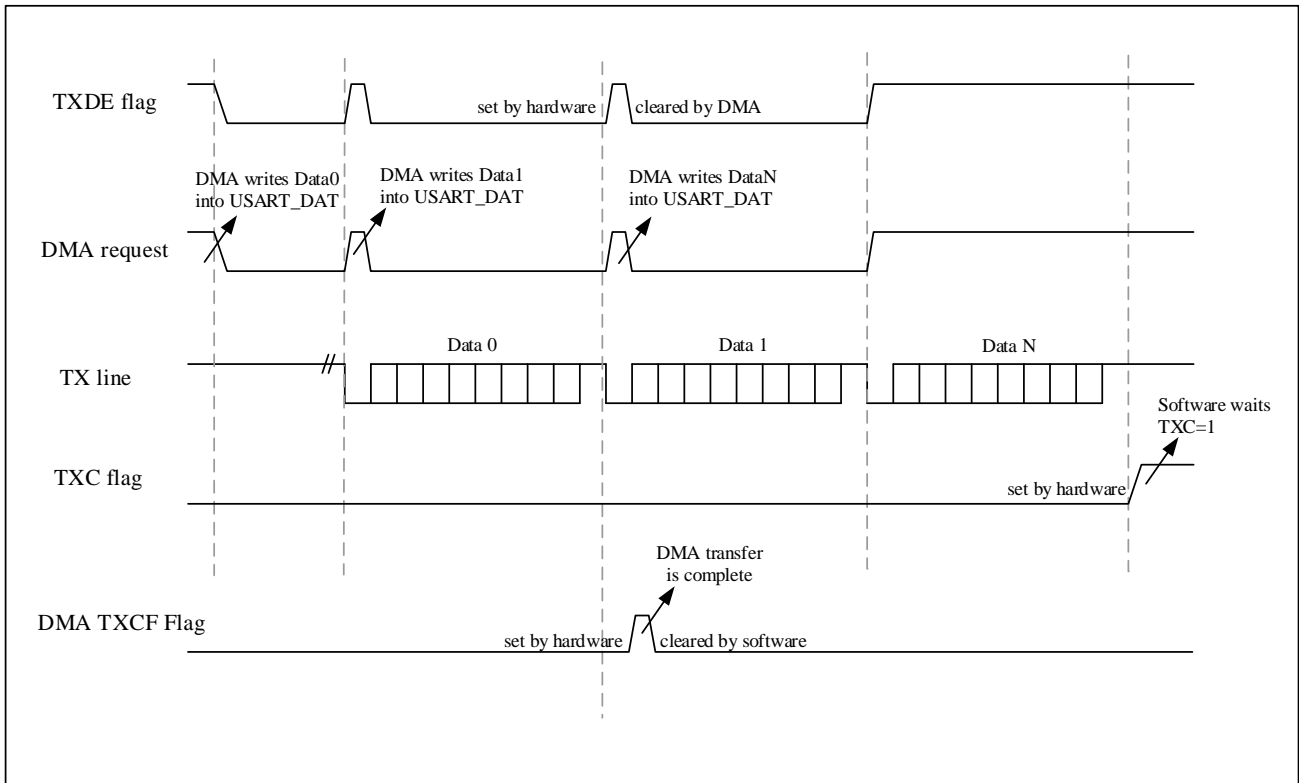 TXDE flag
set by hardware
cleared by DMA
DMA writes Data0
into USART_DAT
DMA writes Data1
into USART_DAT
DMA writes DataN
into USART_DAT
DMA request
Data 0
Data 1
Data N
TX line
//
Software waits
TXC=1
TXC flag
set by hardware
DMA transfer
is complete
DMA TXCF Flag
set by hardware
cleared by software